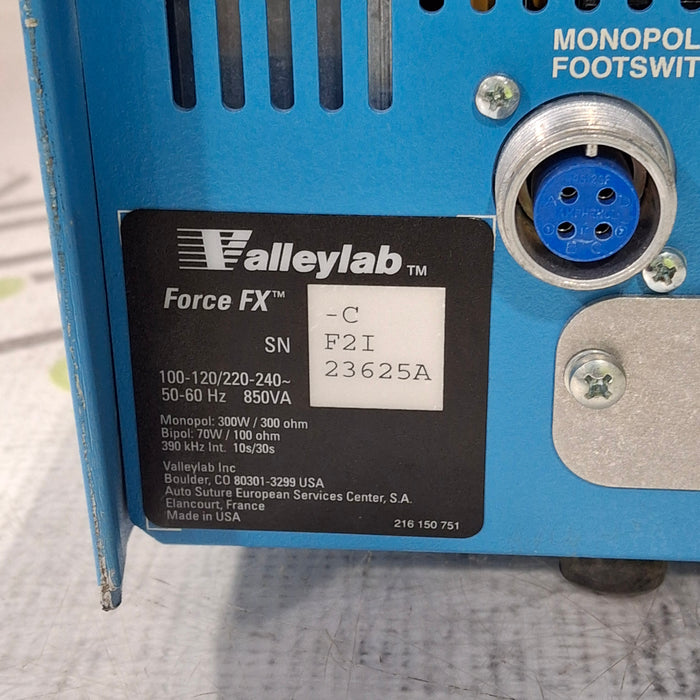 MONOPOL
FOOTSWIT
Valleylab ™
Force FX™ -C
SN F2I
23625A
100-120/220-240~
50-60 Hz 850VA
Monopol: 300W / 300 ohm
Bipol: 70W / 100 ohm
390 kHz Int. 10s/30s
Valleylab Inc
Boulder, CO 80301-3299 USA
Auto Suture European Services Center, S.A.
Elancourt, France
Made in USA
216 150 751